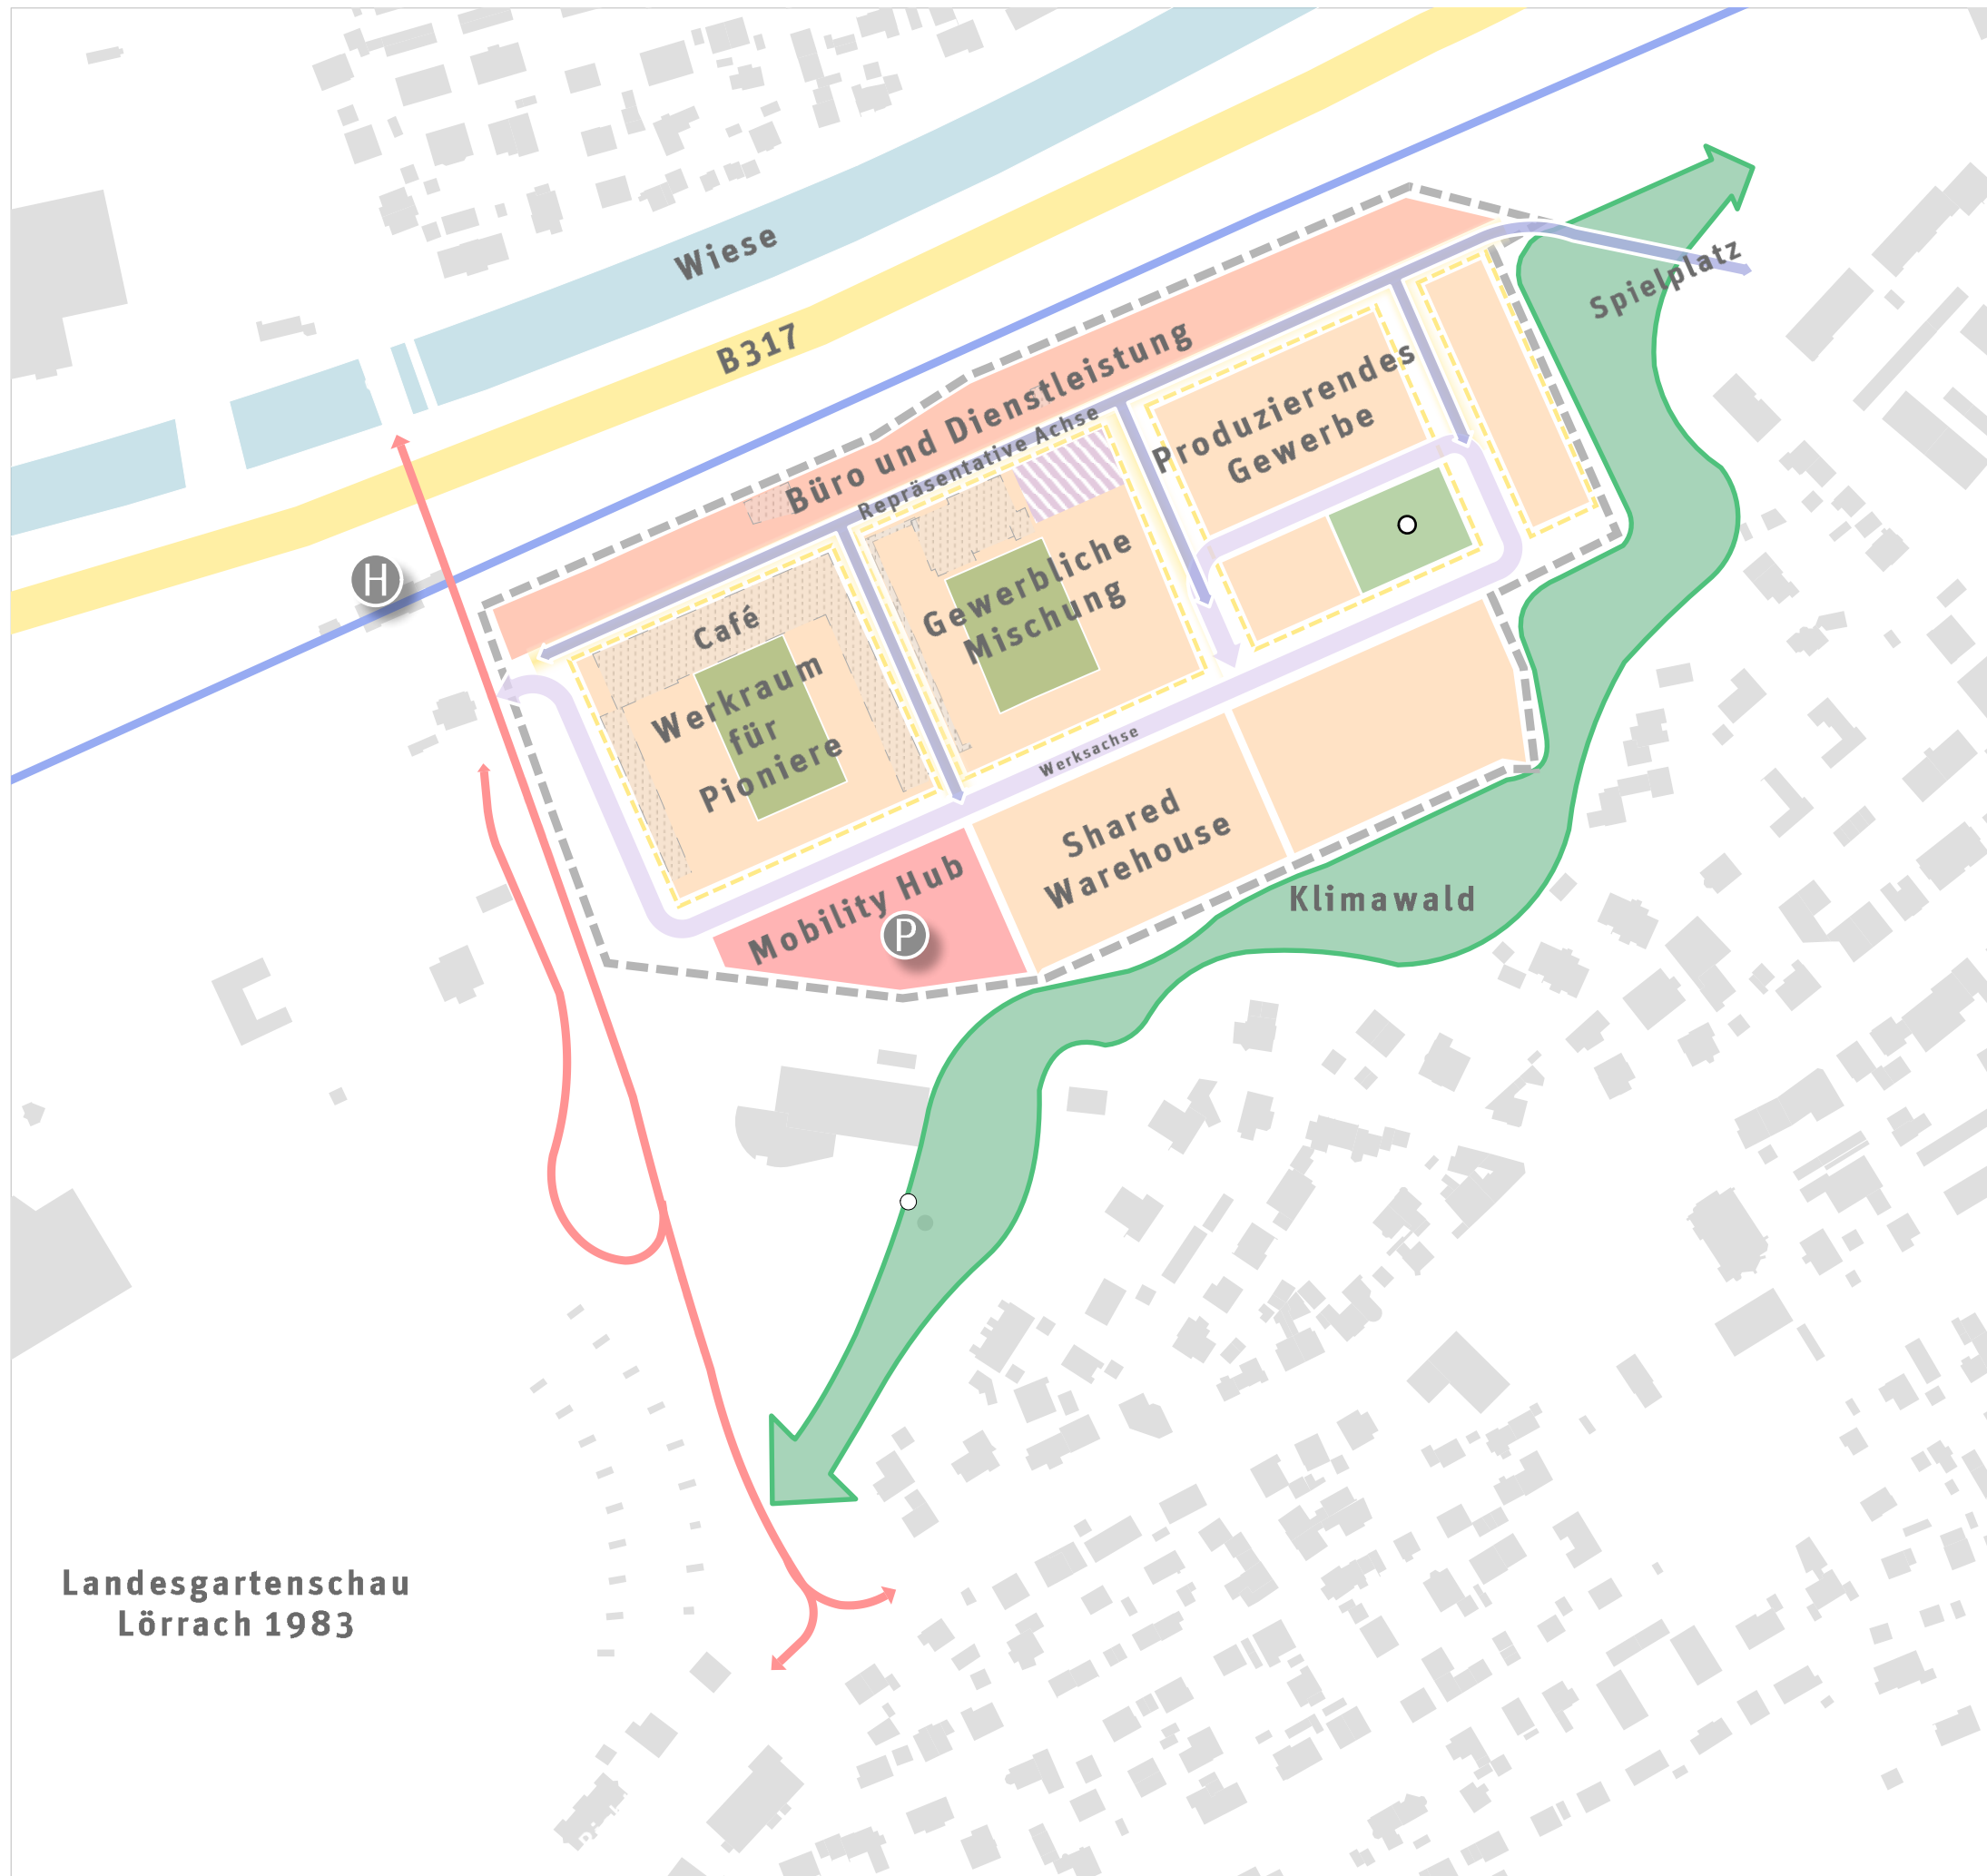 Wiese
B317
Spielplatz
Büro und Dienstleistung
Repräsentative Achse
Produzierendes
Gewerbe
H
Café
Gewerbliche
Mischung
Werkraum
für
Pioniere
Werksachse
Shared
Warehouse
Mobility Hub
P
Klimawald
Landesgartenschau
Lörrach 1983